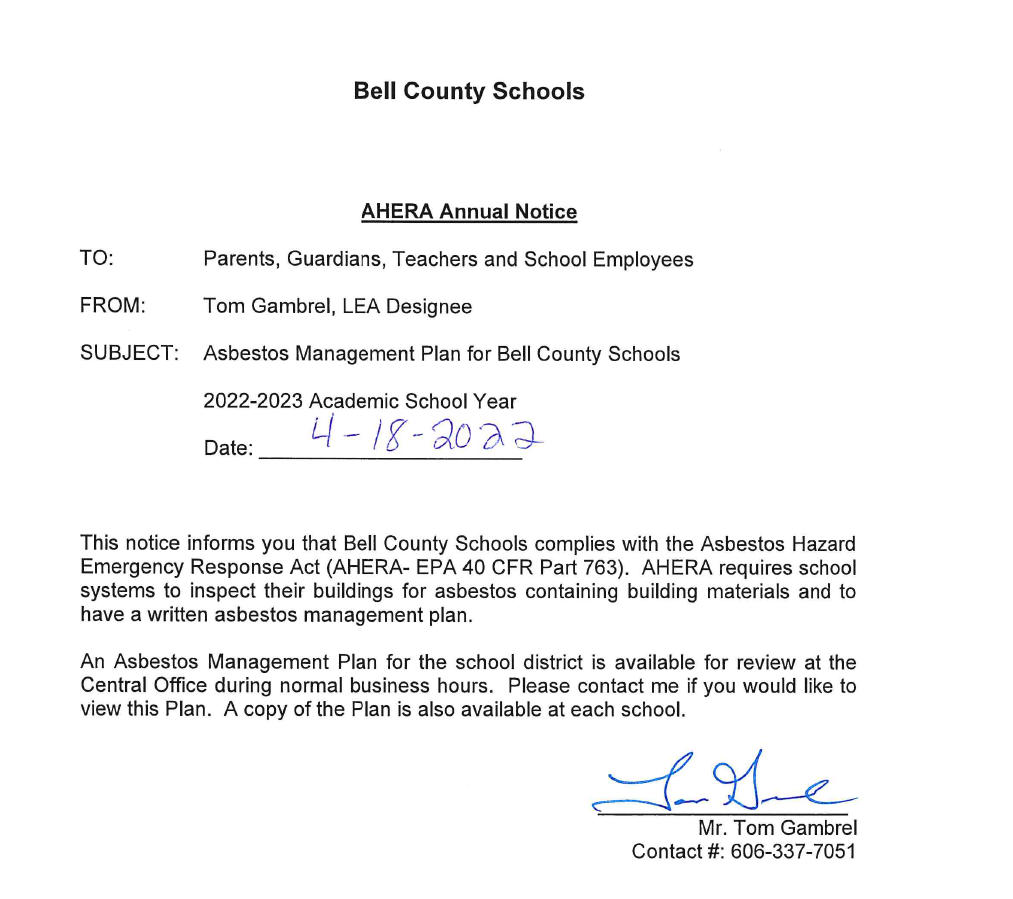 Bell County Schools
AHERA Annual Notice
TO: Parents, Guardians, Teachers and School Employees
FROM: Tom Gambrel, LEA Designee
SUBJECT: Asbestos Management Plan for Bell County Schools
2022-2023 Academic School Year
Date: 4-18-2022
This notice informs you that Bell County Schools complies with the Asbestos Hazard
Emergency Response Act (AHERA- EPA 40 CFR Part 763). AHERA requires school
systems to inspect their buildings for asbestos containing building materials and to
have a written asbestos management plan.
An Asbestos Management Plan for the school district is available for review at the
Central Office during normal business hours. Please contact me if you would like to
view this Plan. A copy of the Plan is also available at each school.
Tom Gambrel
Mr. Tom Gambrel
Contact #: 606-337-7051